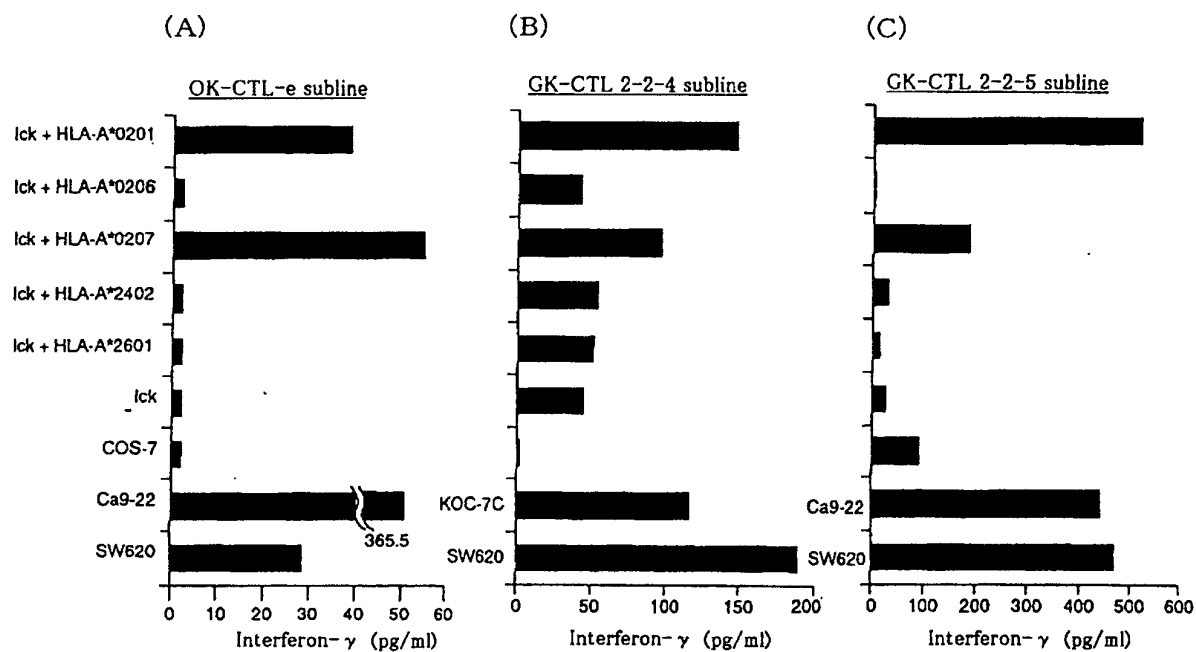 (A)
(B)
(C)
OK-CTL-e subline
GK-CTL 2-2-4 subline
GK-CTL 2-2-5 subline
lck + HLA-A*0201
lck + HLA-A*0206
lck + HLA-A*0207
lck + HLA-A*2402
lck + HLA-A*2601
lck
COS-7
Ca9-22
365.5
SW620
KOC-7C
SW620
Ca9-22
SW620
0 10 20 30 40 50 60
0 50 100 150 200
0 100 200 300 400 500 600
Interferon- γ (pg/ml)
Interferon- γ (pg/ml)
Interferon- γ (pg/ml)